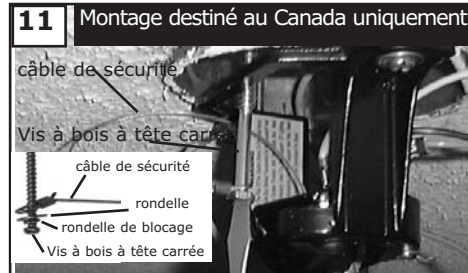 11 Montage destiné au Canada uniquement
câble de sécurité
Vis à bois à tête carrée
câble de sécurité
rondelle
rondelle de blocage
Vis à bois à tête carrée